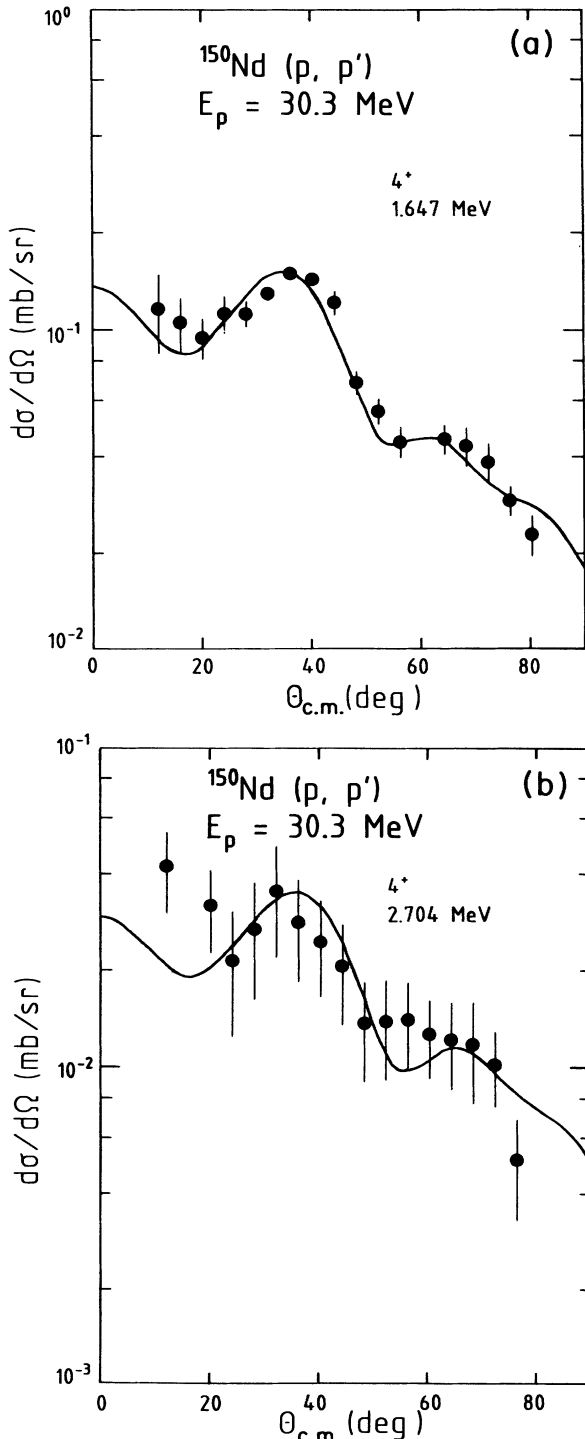 10⁰
(a)
¹⁵⁰Nd (p, p')
E_p = 30.3 MeV
4⁺
1.647 MeV
dσ/dΩ (mb/sr)
10⁻¹
10⁻²
0 20 40 60 80
Θ_c.m.(deg)
10⁻¹
(b)
¹⁵⁰Nd (p, p')
E_p = 30.3 MeV
4⁺
2.704 MeV
dσ/dΩ (mb/sr)
10⁻²
10⁻³
0 20 40 60 80
Θ_c.m.(deg)